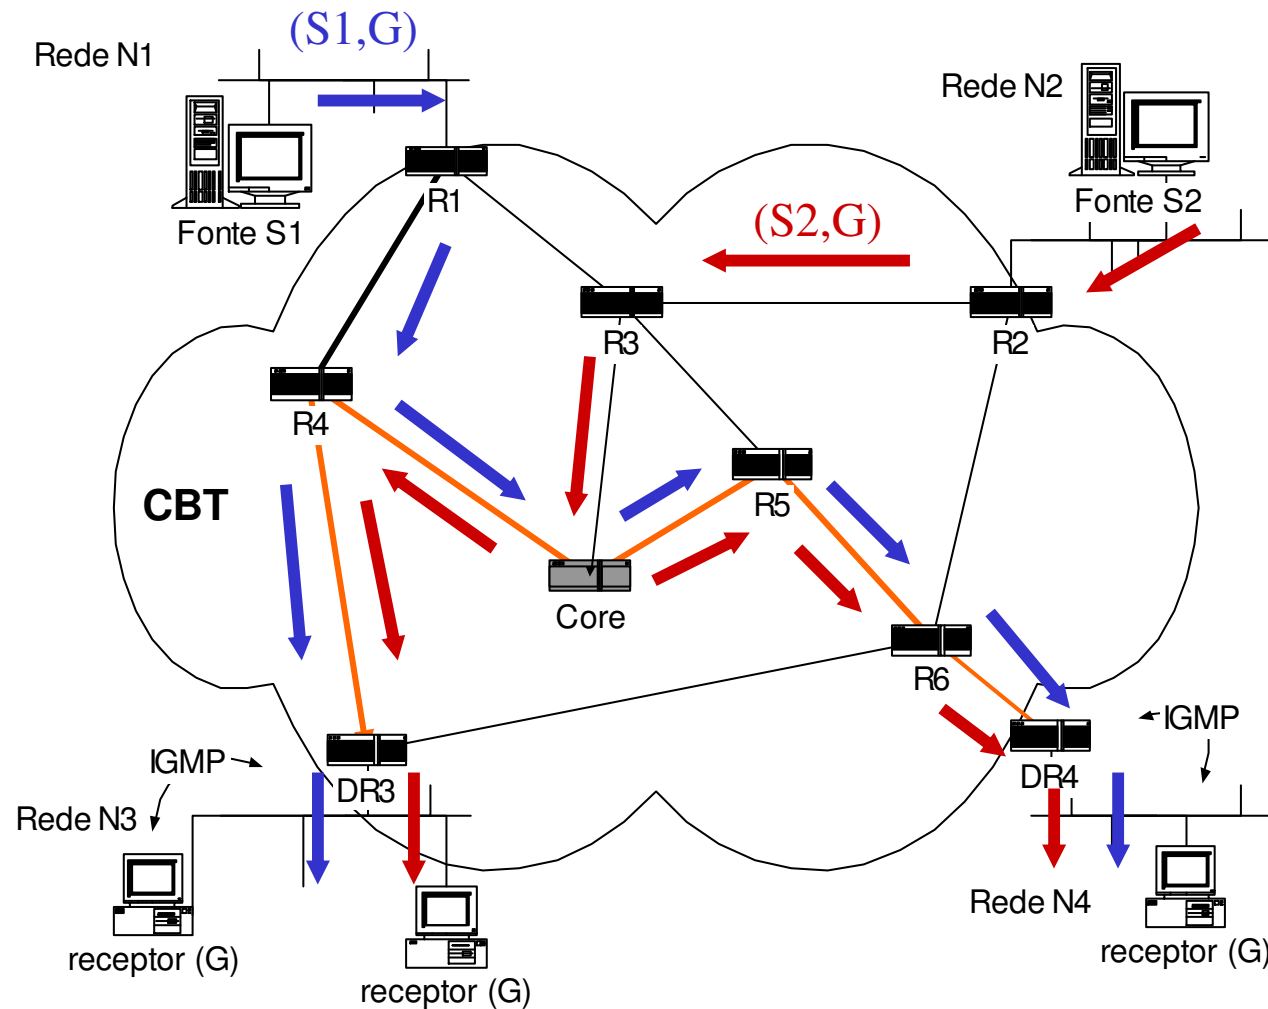 (S1,G)
Rede N1
Rede N2
R1
Fonte S1
Fonte S2
(S2,G)
R3
R2
R4
CBT
R5
Core
R6
IGMP
IGMP
DR3
DR4
Rede N3
Rede N4
receptor (G)
receptor (G)
receptor (G)